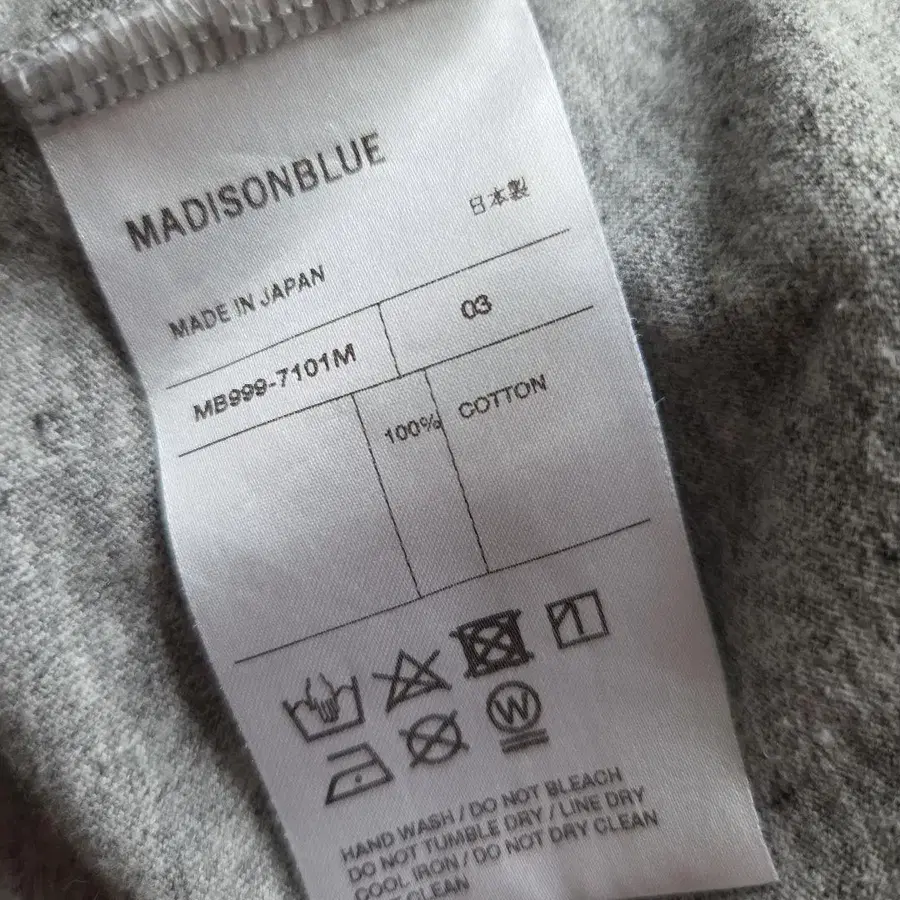 MADISONBLUE
日本製
MADE IN JAPAN
MB999-7101M 03
100% COTTON
W
HAND WASH / DO NOT BLEACH
DO NOT TUMBLE DRY / LINE DRY
COOL IRON / DO NOT DRY CLEAN
CLEAN